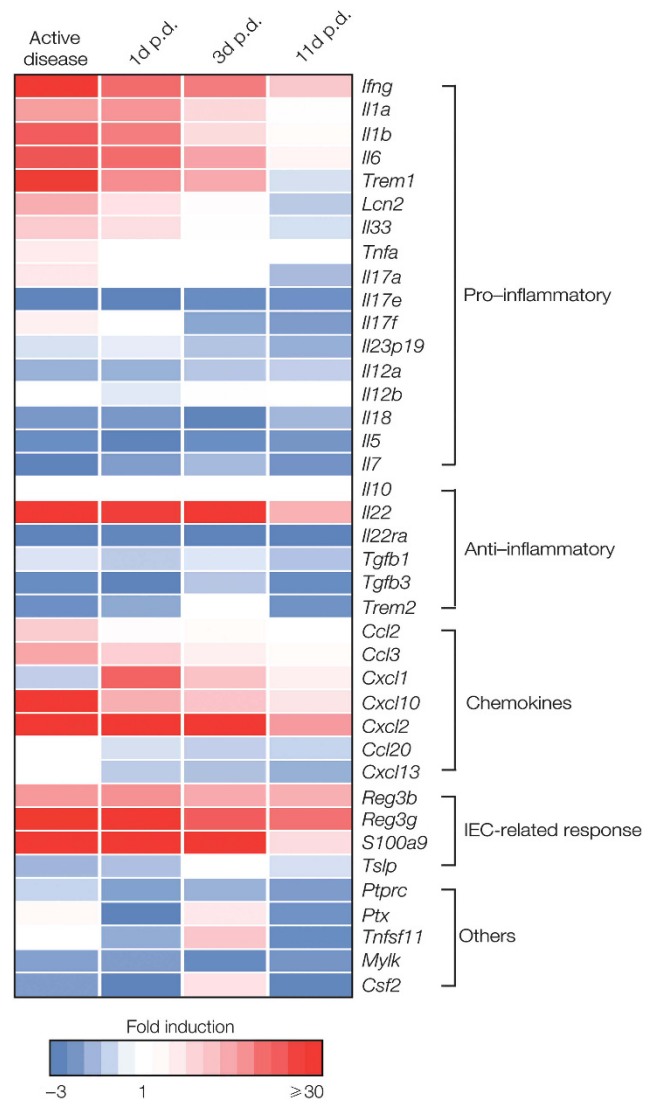 Active disease
1d p.d.
3d p.d.
11d p.d.
Ifng
Il1a
Il1b
Il6
Trem1
Lcn2
Il33
Tnfa
Il17a
Il17e
Il17f
Il23p19
Il12a
Il12b
Il18
Il5
Il7
Pro–inflammatory
Il10
Il22
Il22ra
Tgfb1
Tgfb3
Trem2
Anti–inflammatory
Ccl2
Ccl3
Cxcl1
Cxcl10
Cxcl2
Ccl20
Cxcl13
Chemokines
Reg3b
Reg3g
S100a9
Tslp
IEC-related response
Ptprc
Ptx
Tnfsf11
Mylk
Csf2
Others
Fold induction
–3
1
⩾30